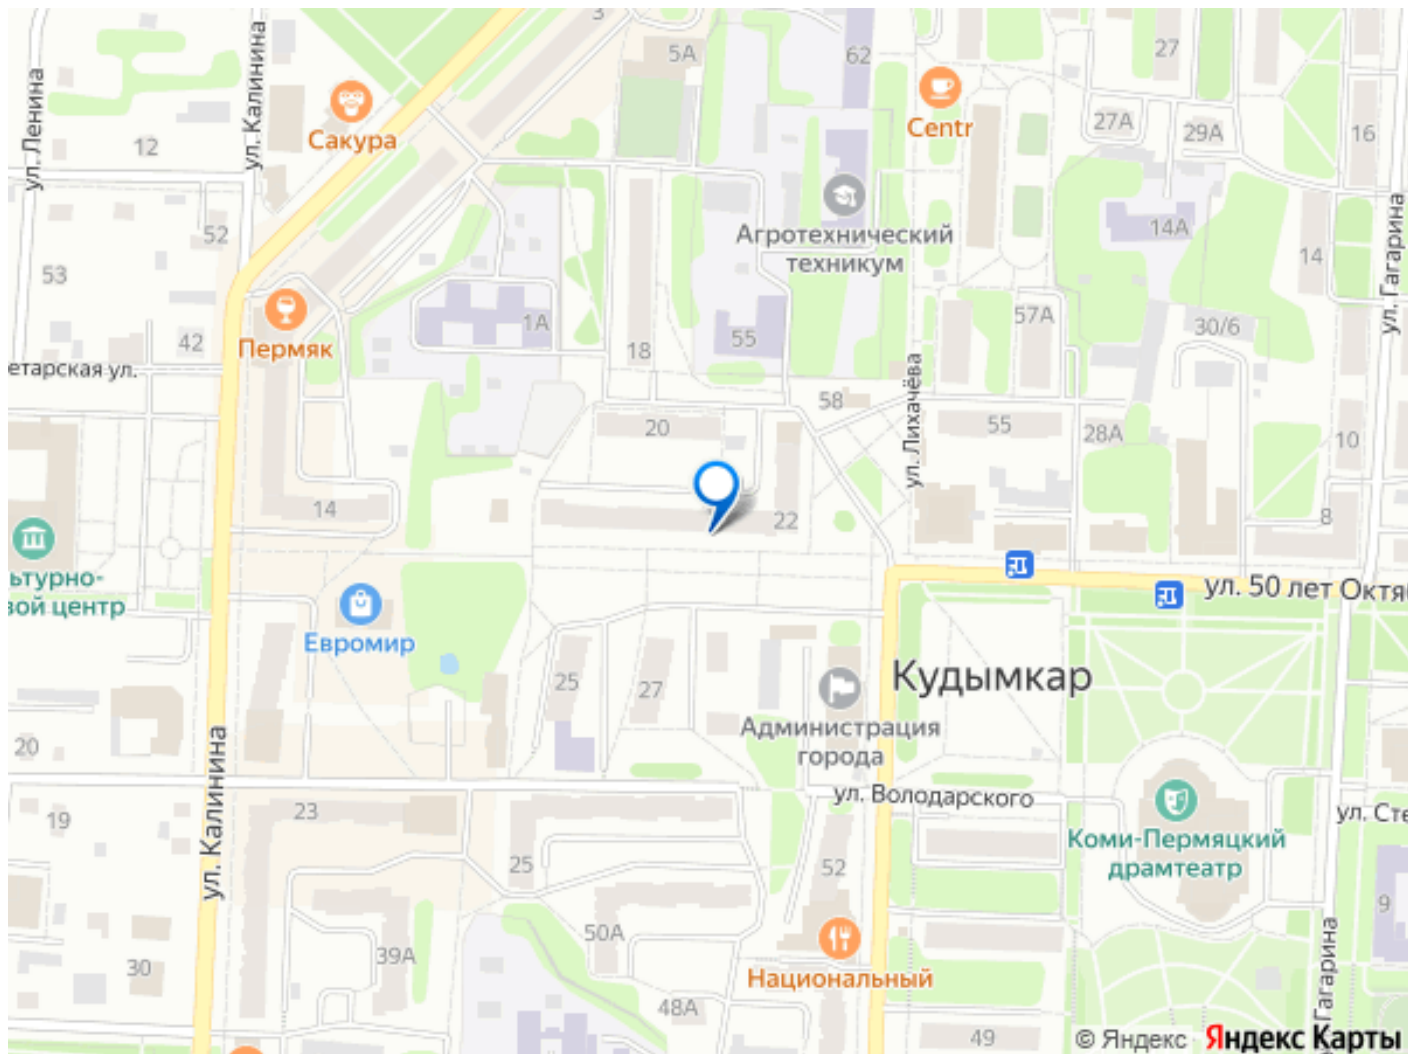 3
5А
62
27
ул. Калинина
ул. Ленина
Сакура
Centr
27А
29А
16
12
ул. Гагарина
52
Агротехнический
техникум
14А
14
53
1А
57А
30/6
42
Пермяк
18
55
етарская ул.
ул. Лихачёва
58
20
55
28А
10
14
22
8
ьтурно-
вой центр
ул. 50 лет Октя
Евромир
25
27
Кудымкар
Администрация
города
20
ул. Калинина
ул. Володарского
23
19
ул. Сте
Коми-Пермяцкий
драмтеатр
25
52
9
50А
39А
30
Национальный
ул. Гагарина
48А
49
© Яндекс Яндекс Карты